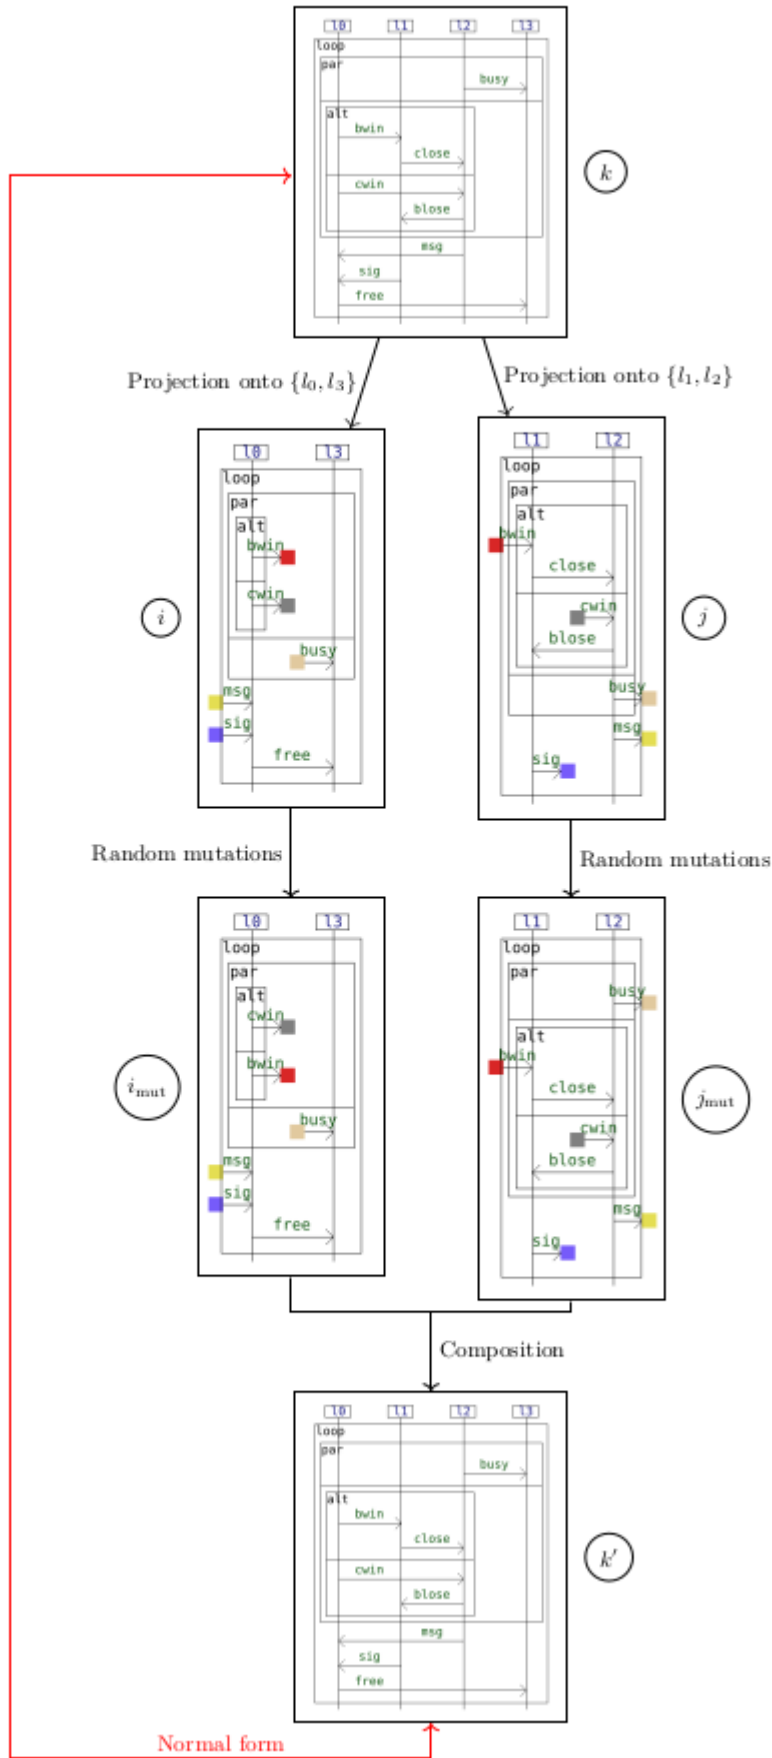 l0 l1 l2 l3
loop
par
busy
alt
bwin
close
cwin
blose
msg
sig
free
k
Projection onto {l₀, l₃}
Projection onto {l₁, l₂}
l0 l3
loop
par
alt
bwin
cwin
busy
msg
sig
free
i
l1 l2
loop
par
alt
bwin
close
cwin
blose
busy
msg
sig
j
Random mutations
Random mutations
l0 l3
loop
par
alt
cwin
bwin
busy
msg
sig
free
i_mut
l1 l2
loop
par
busy
alt
bwin
close
cwin
blose
msg
sig
j_mut
Composition
l0 l1 l2 l3
loop
par
busy
alt
bwin
close
cwin
blose
msg
sig
free
k′
Normal form